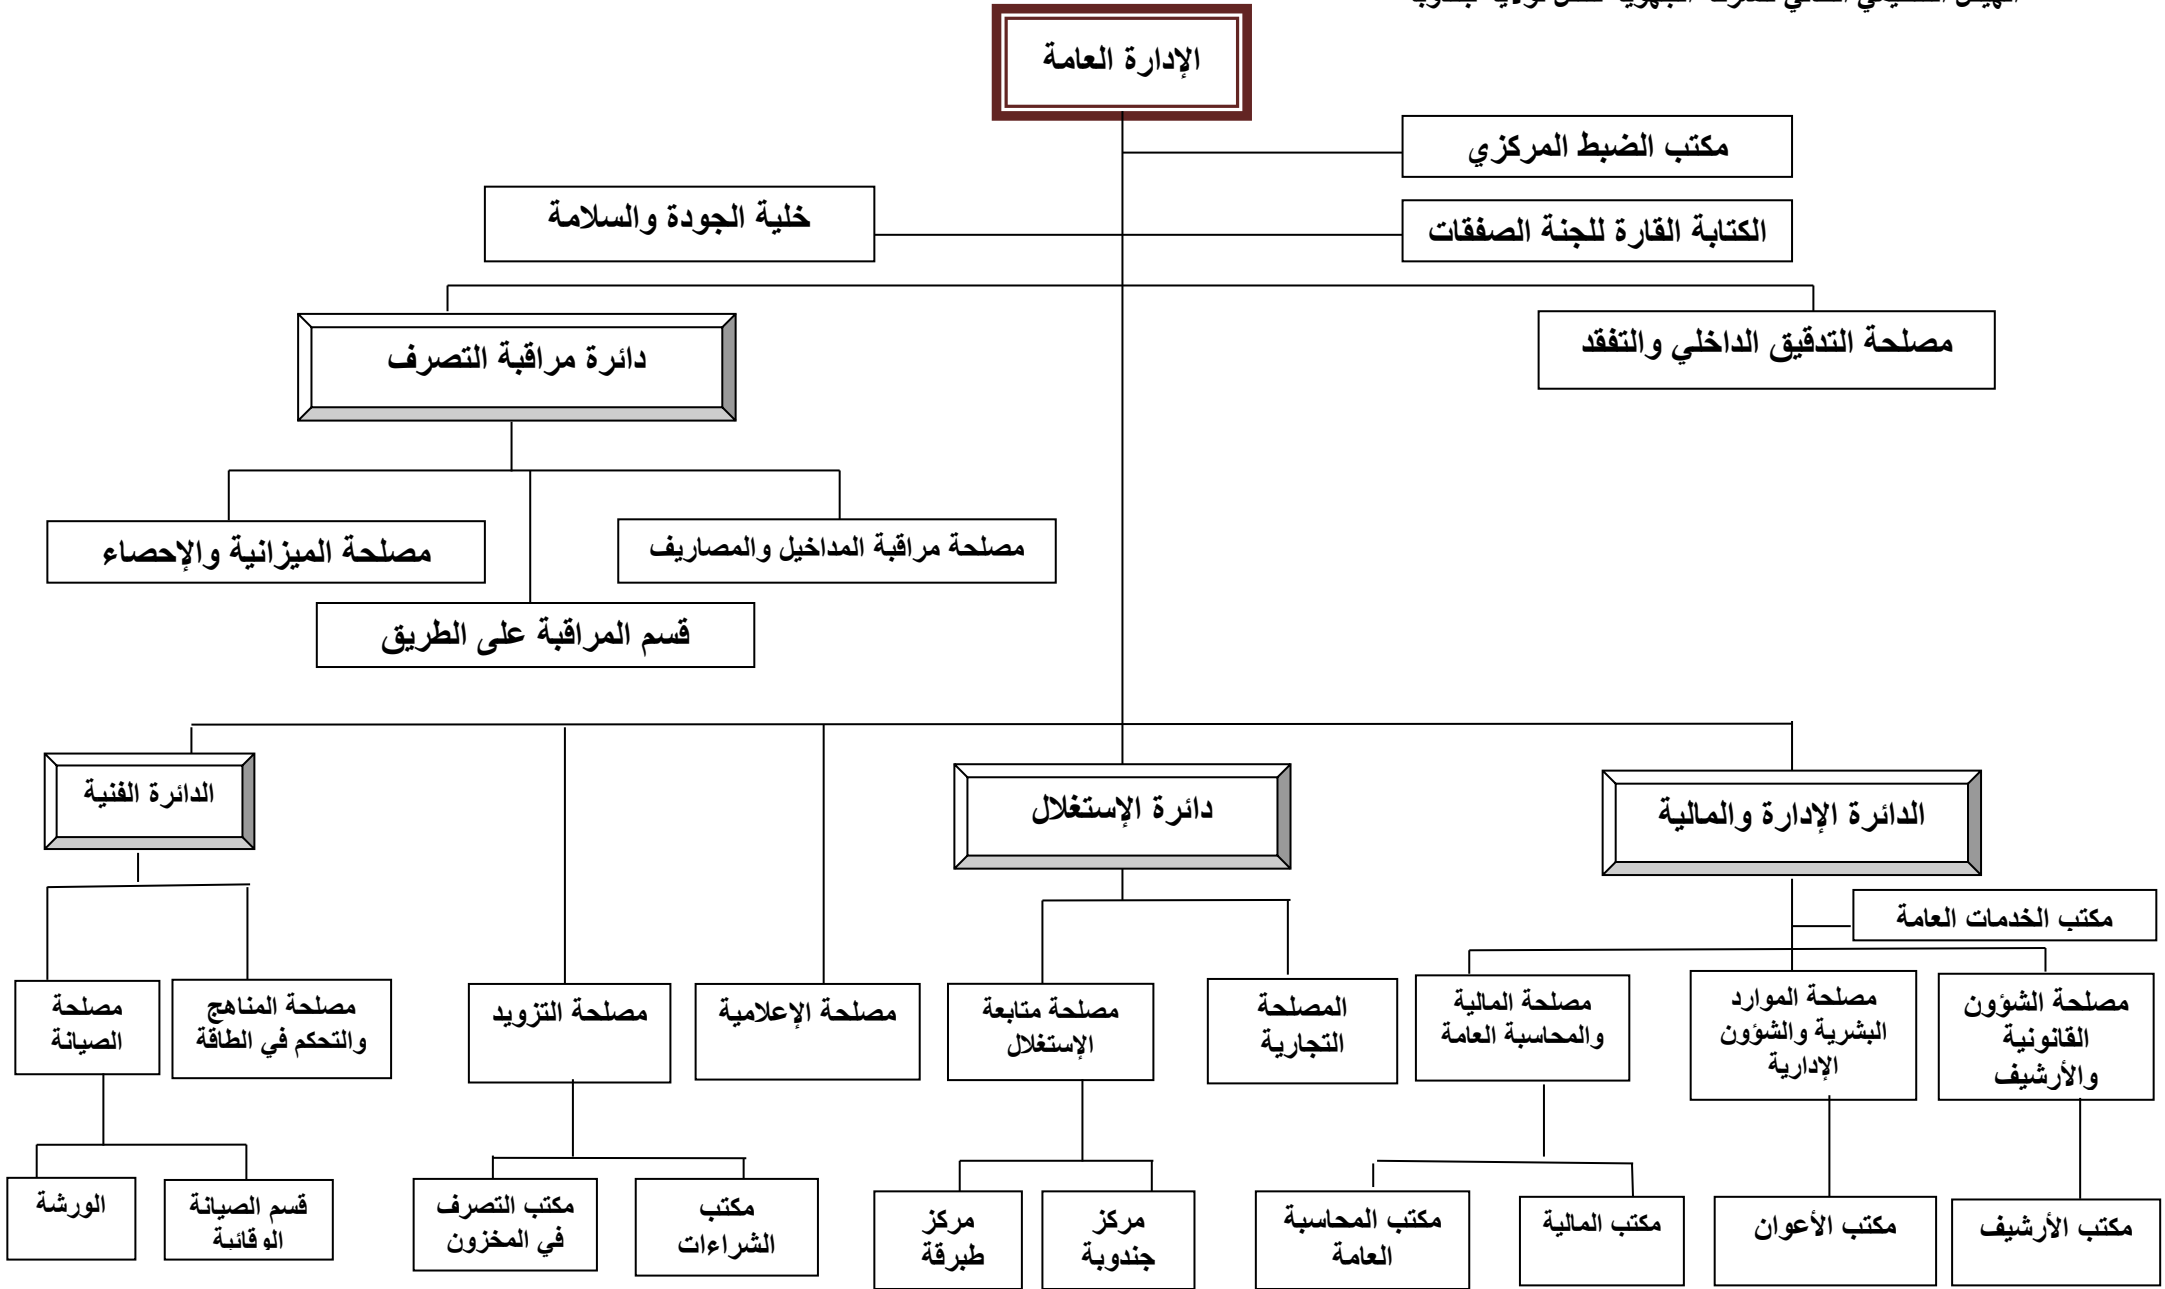 الإدارة العامة
مكتب الضبط المركزي
خلية الجودة والسلامة
الكتابة القارة للجنة الصفقات
مصلحة التدقيق الداخلي والتفقد
دائرة مراقبة التصرف
مصلحة مراقبة المداخيل والمصاريف
مصلحة الميزانية والإحصاء
قسم المراقبة على الطريق
الدائرة الإدارة والمالية
دائرة الإستغلال
الدائرة الفنية
مكتب الخدمات العامة
مصلحة الشؤون
القانونية
والأرشيف
مصلحة الموارد
البشرية والشؤون
الإدارية
مصلحة المالية
والمحاسبة العامة
المصلحة
التجارية
مصلحة متابعة
الإستغلال
مصلحة الإعلامية
مصلحة التزويد
مصلحة المناهج
والتحكم في الطاقة
مصلحة
الصيانة
مكتب الأرشيف
مكتب الأعوان
مكتب المالية
مكتب المحاسبة
العامة
مركز
جندوبة
مركز
طبرقة
مكتب
الشراءات
مكتب التصرف
في المخزون
قسم الصيانة
الوقائية
الورشة